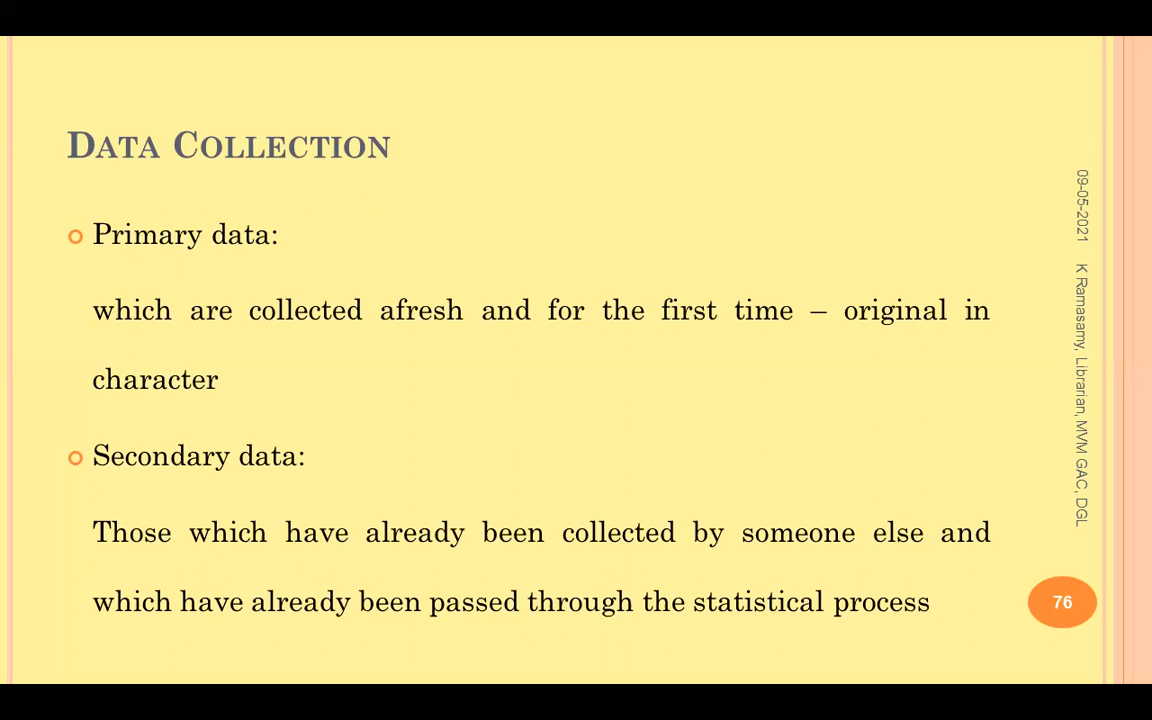 DATA COLLECTION
Primary data:
which are collected afresh and for the first time – original in
character
Secondary data:
Those which have already been collected by someone else and
which have already been passed through the statistical process
09-05-2021 K Ramasamy, Librarian, MVM GAC, DGL
76